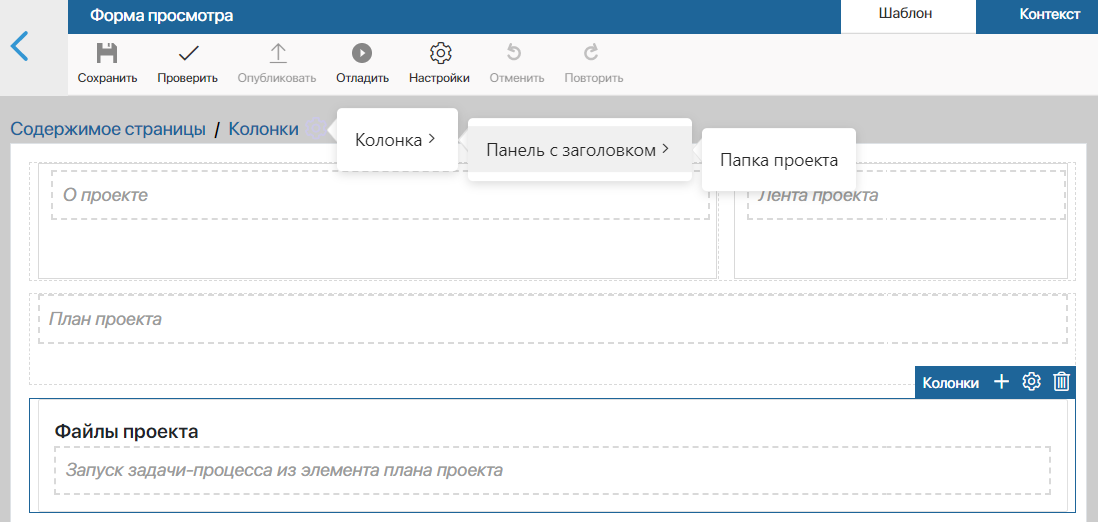 Форма просмотра
Шаблон
Контекст
Сохранить
Проверить
Опубликовать
Отладить
Настройки
Отменить
Повторить
Содержимое страницы / Колонки
Колонка >
Панель с заголовком >
Папка проекта
О проекте
Лента проекта
План проекта
Колонки
Файлы проекта
Запуск задачи-процесса из элемента плана проекта